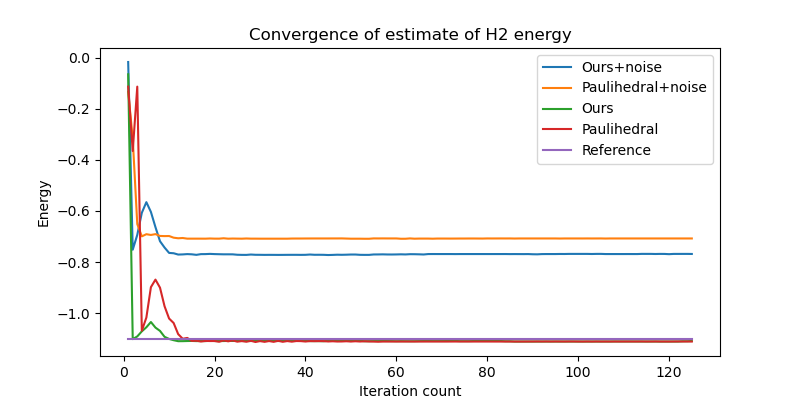 Convergence of estimate of H2 energy
Ours+noise
Paulihedral+noise
Ours
Paulihedral
Reference
Energy
0.0
−0.2
−0.4
−0.6
−0.8
−1.0
0 20 40 60 80 100 120
Iteration count